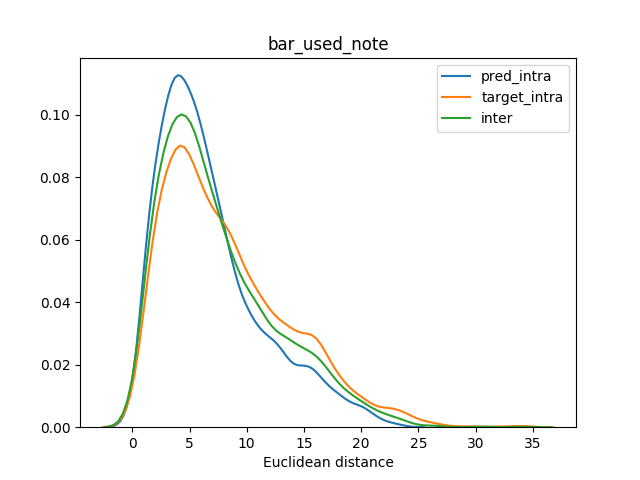 bar_used_note
pred_intra
target_intra
inter
0.10
0.08
0.06
0.04
0.02
0.00
0 5 10 15 20 25 30 35
Euclidean distance